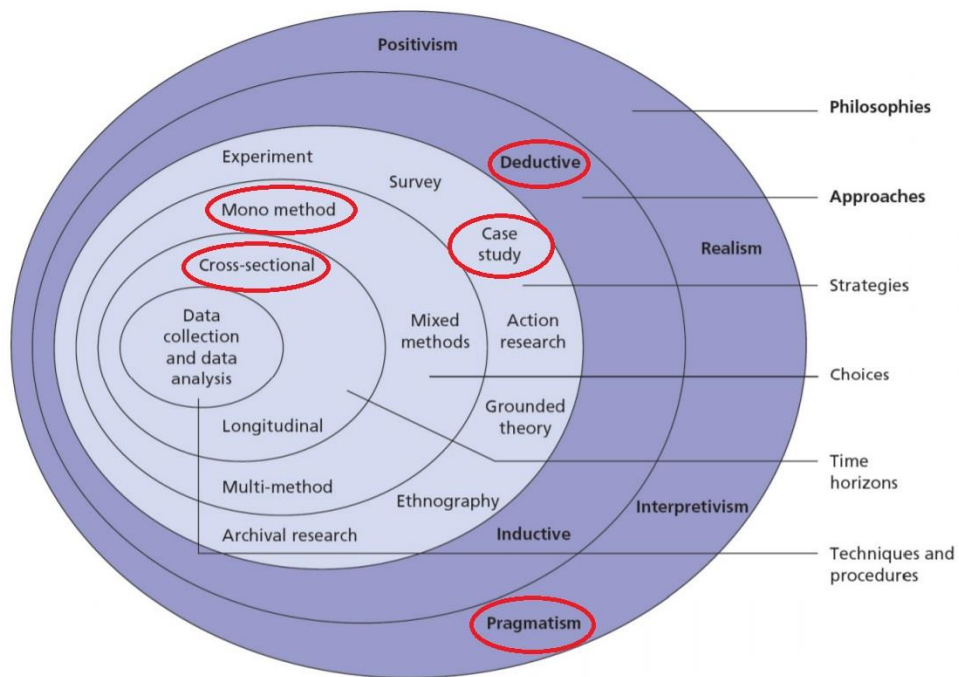 Positivism
Philosophies
Experiment
Survey
Deductive
Approaches
Mono method
Case
study
Realism
Cross-sectional
Strategies
Data
collection
and data
analysis
Mixed
methods
Action
research
Choices
Grounded
theory
Longitudinal
Time
horizons
Multi-method
Ethnography
Interpretivism
Archival research
Inductive
Techniques and
procedures
Pragmatism